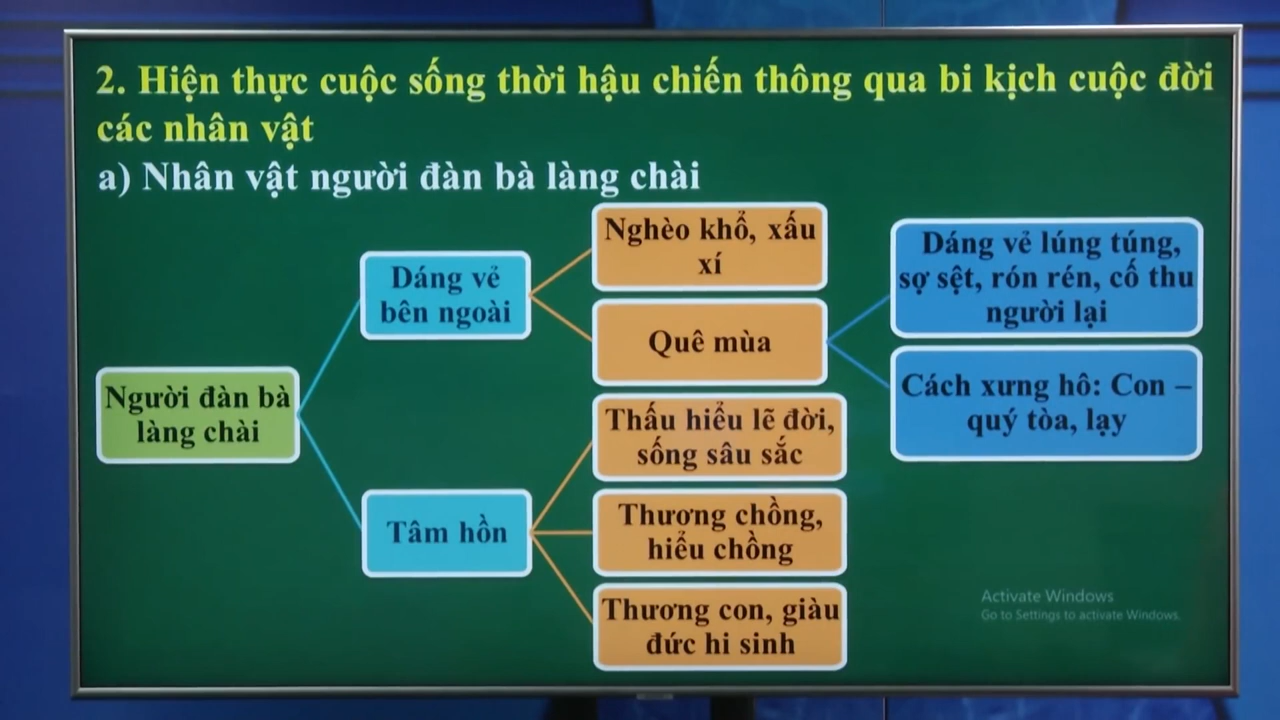 2. Hiện thực cuộc sống thời hậu chiến thông qua bi kịch cuộc đời
các nhân vật
a) Nhân vật người đàn bà làng chài
Người đàn bà
làng chài
Dáng vẻ
bên ngoài
Nghèo khổ, xấu
xí
Quê mùa
Dáng vẻ lúng túng,
sợ sệt, rón rén, cố thu
người lại
Cách xưng hô: Con –
quý tòa, lạy
Tâm hồn
Thấu hiểu lẽ đời,
sống sâu sắc
Thương chồng,
hiểu chồng
Thương con, giàu
đức hi sinh
Activate Windows
Go to Settings to activate Windows.